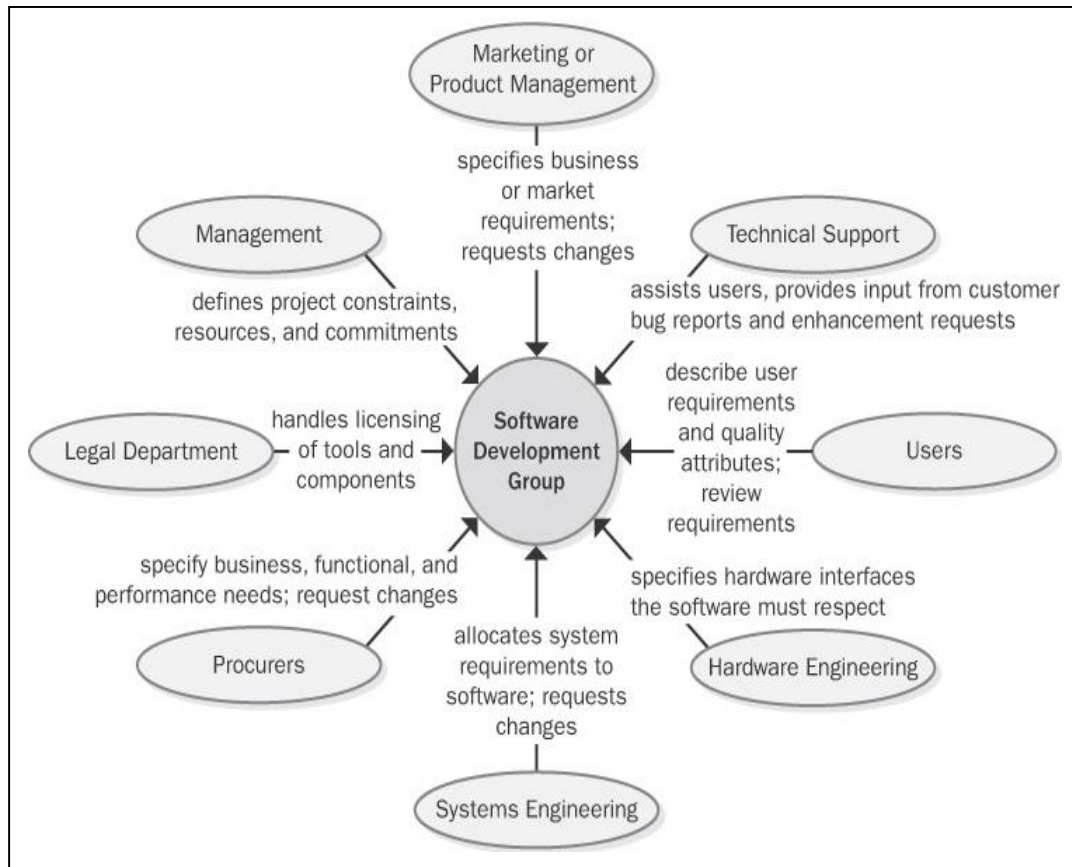 Marketing or
Product Management
specifies business
or market
requirements;
requests changes
Management
defines project constraints,
resources, and commitments
Technical Support
assists users, provides input from customer
bug reports and enhancement requests
Legal Department
handles licensing
of tools and
components
Software
Development
Group
describe user
requirements
and quality
attributes;
review
requirements
Users
specify business, functional, and
performance needs; request changes
Procurers
allocates system
requirements to
software; requests
changes
Systems Engineering
specifies hardware interfaces
the software must respect
Hardware Engineering